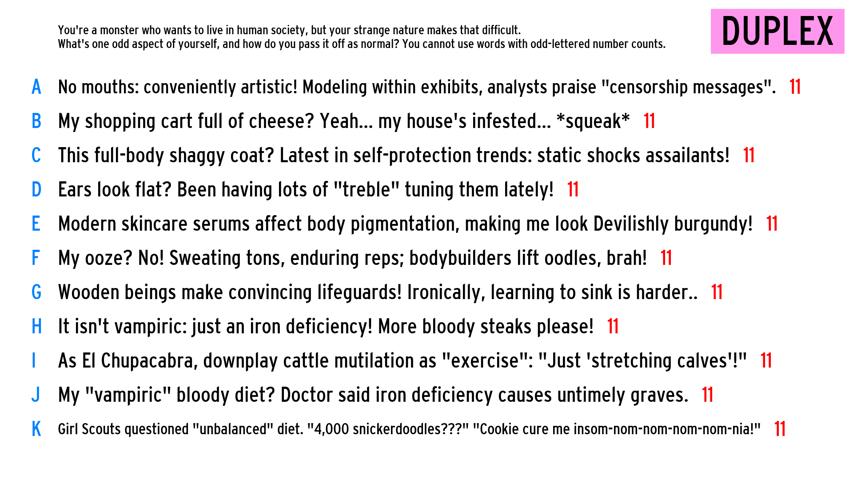 You're a monster who wants to live in human society, but your strange nature makes that difficult.
What's one odd aspect of yourself, and how do you pass it off as normal? You cannot use words with odd-lettered number counts.
DUPLEX
A No mouths: conveniently artistic! Modeling within exhibits, analysts praise "censorship messages". 11
B My shopping cart full of cheese? Yeah... my house's infested... *squeak* 11
C This full-body shaggy coat? Latest in self-protection trends: static shocks assailants! 11
D Ears look flat? Been having lots of "treble" tuning them lately! 11
E Modern skincare serums affect body pigmentation, making me look Devilishly burgundy! 11
F My ooze? No! Sweating tons, enduring reps; bodybuilders lift oodles, brah! 11
G Wooden beings make convincing lifeguards! Ironically, learning to sink is harder.. 11
H It isn't vampiric: just an iron deficiency! More bloody steaks please! 11
I As El Chupacabra, downplay cattle mutilation as "exercise": "Just 'stretching calves'!" 11
J My "vampiric" bloody diet? Doctor said iron deficiency causes untimely graves. 11
K Girl Scouts questioned "unbalanced" diet. "4,000 snickerdoodles???" "Cookie cure me insom-nom-nom-nom-nom-nia!" 11